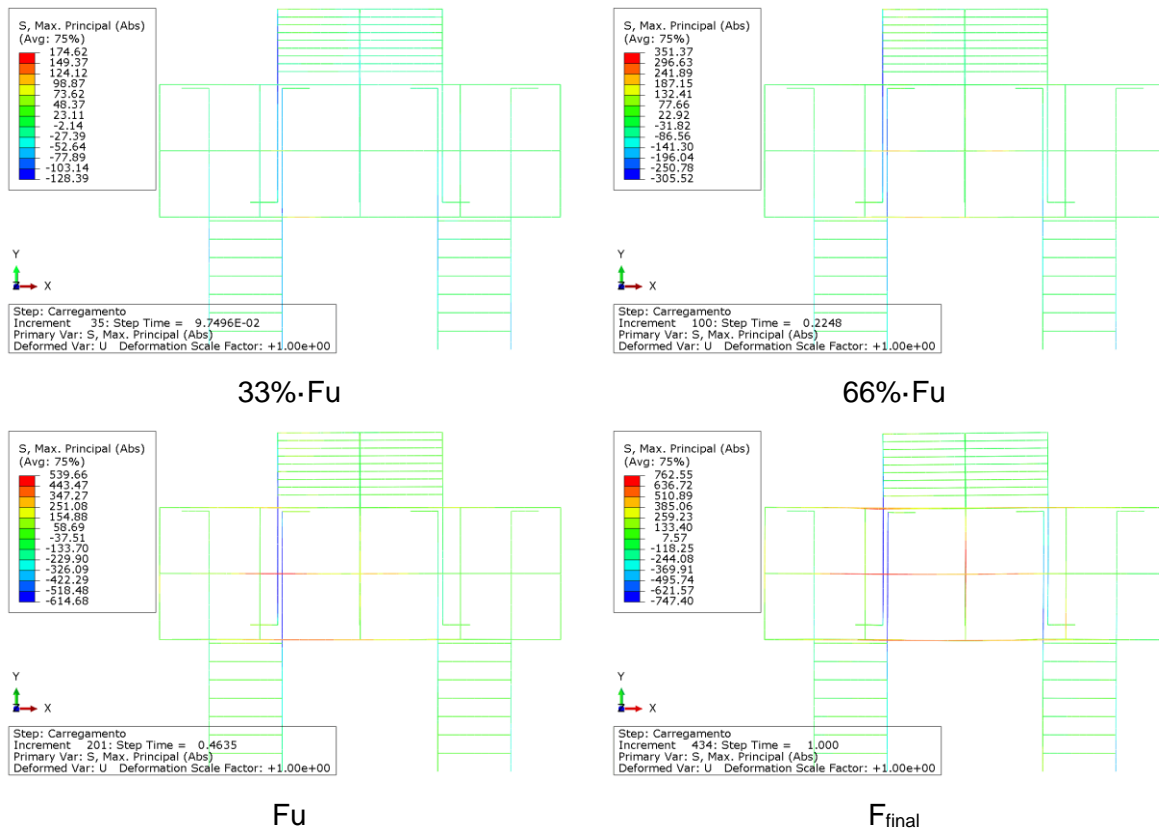 S, Max. Principal (Abs)
(Avg: 75%)
174.62
149.37
124.12
98.87
73.62
48.37
23.11
-2.14
-27.39
-52.64
-77.89
-103.14
-128.39
Y
X
Z
Step: Carregamento
Increment 35: Step Time = 9.7496E-02
Primary Var: S, Max. Principal (Abs)
Deformed Var: U Deformation Scale Factor: +1.00e+00
33%·Fu
S, Max. Principal (Abs)
(Avg: 75%)
351.37
296.63
241.89
187.15
132.41
77.66
22.92
-31.82
-86.56
-141.30
-196.04
-250.78
-305.52
Y
X
Z
Step: Carregamento
Increment 100: Step Time = 0.2248
Primary Var: S, Max. Principal (Abs)
Deformed Var: U Deformation Scale Factor: +1.00e+00
66%·Fu
S, Max. Principal (Abs)
(Avg: 75%)
539.66
443.47
347.27
251.08
154.88
58.69
-37.51
-133.70
-229.90
-326.09
-422.29
-518.48
-614.68
Y
X
Z
Step: Carregamento
Increment 201: Step Time = 0.4635
Primary Var: S, Max. Principal (Abs)
Deformed Var: U Deformation Scale Factor: +1.00e+00
Fu
S, Max. Principal (Abs)
(Avg: 75%)
762.55
636.72
510.89
385.06
259.23
133.40
7.57
-118.25
-244.08
-369.91
-495.74
-621.57
-747.40
Y
X
Z
Step: Carregamento
Increment 434: Step Time = 1.000
Primary Var: S, Max. Principal (Abs)
Deformed Var: U Deformation Scale Factor: +1.00e+00
Ffinal